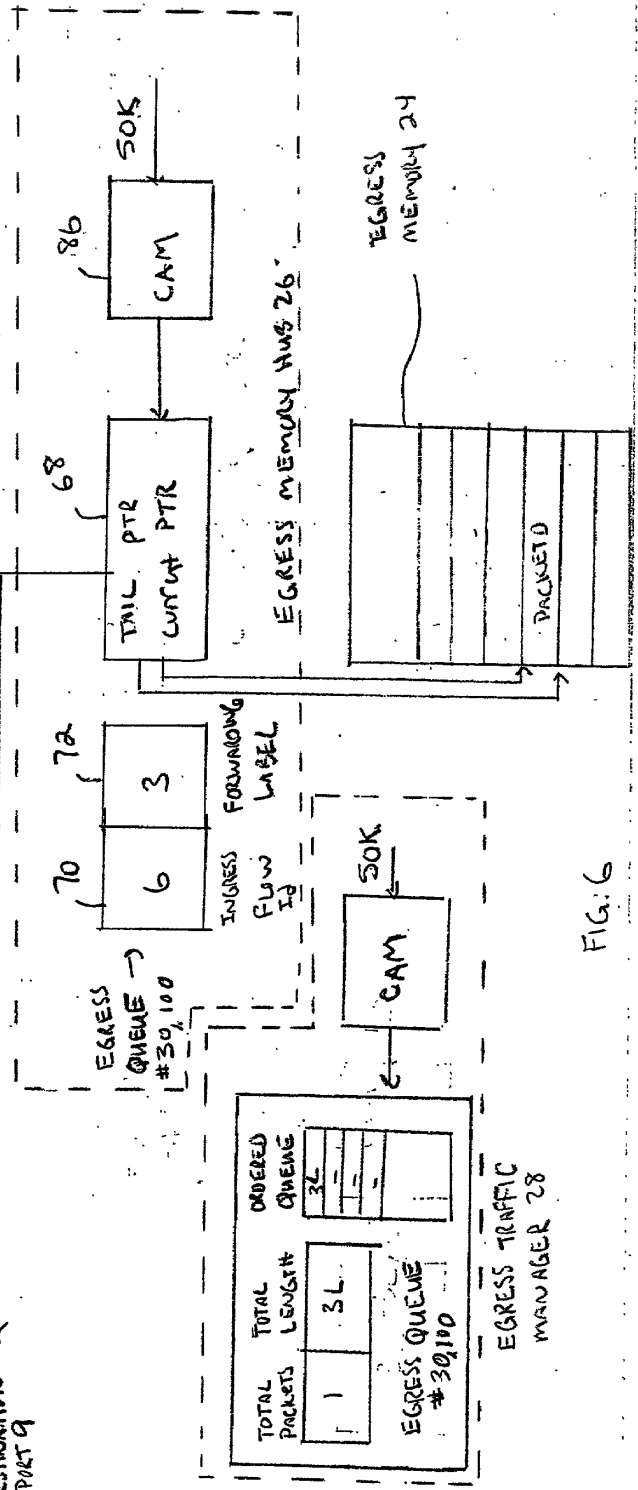 PORT 9
EGRESS
QUEUE →
#30,100
70
72
6
3
INGRESS
FLOW
Id
FORWARDING
LABEL
68
TAIL PTR
CURRENT PTR
86
CAM
50K
EGRESS MEMORY HUB 26
TOTAL
PACKETS
TOTAL
LENGTH
ORDERED
QUEUE
1
3L
3L
EGRESS QUEUE
#30,100
CAM
50K
EGRESS TRAFFIC
MANAGER 28
PACKET D
EGRESS
MEMORY 24
FIG. 6